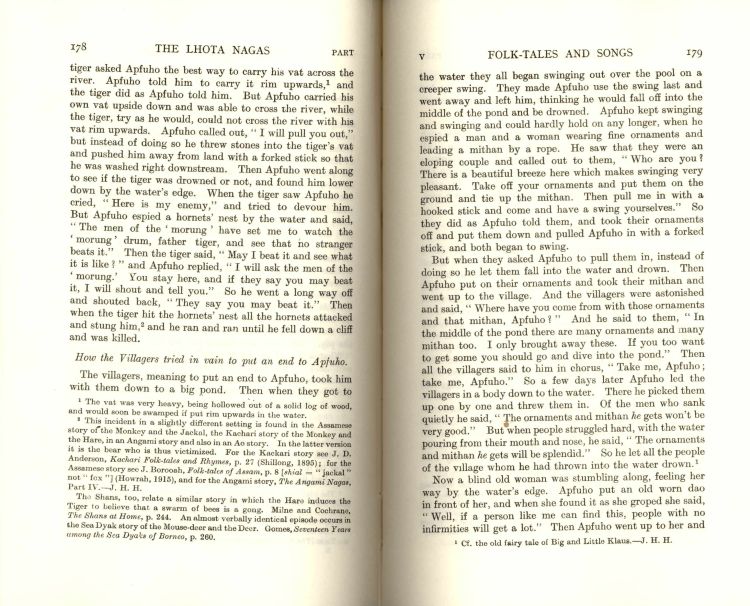 178 THE LHOTA NAGAS PART
tiger asked Apfuho the best way to carry his vat across the
river. Apfuho told him to carry it rim upwards,¹ and
the tiger did as Apfuho told him. But Apfuho carried his
own vat upside down and was able to cross the river, while
the tiger, try as he would, could not cross the river with his
vat rim upwards. Apfuho called out, “ I will pull you out,”
but instead of doing so he threw stones into the tiger's vat
and pushed him away from land with a forked stick so that
he was washed right downstream. Then Apfuho went along
to see if the tiger was drowned or not, and found him lower
down by the water's edge. When the tiger saw Apfuho he
cried, “ Here is my enemy,” and tried to devour him.
But Apfuho espied a hornets' nest by the water and said,
“ The men of the ‘ morung ’ have set me to watch the
‘ morung ’ drum, father tiger, and see that no stranger
beats it.” Then the tiger said, “ May I beat it and see what
it is like ? ” and Apfuho replied, “ I will ask the men of the
‘ morung.’ You stay here, and if they say you may beat
it, I will shout and tell you.” So he went a long way off
and shouted back, “ They say you may beat it.” Then
when the tiger hit the hornets' nest all the hornets attacked
and stung him,² and he ran and ran until he fell down a cliff
and was killed.
How the Villagers tried in vain to put an end to Apfuho.
The villagers, meaning to put an end to Apfuho, took him
with them down to a big pond. Then when they got to
¹ The vat was very heavy, being hollowed out of a solid log of wood,
and would soon be swamped if put rim upwards in the water.
² This incident in a slightly different setting is found in the Assamese
story of the Monkey and the Jackal, the Kachari story of the Monkey and
the Hare, in an Angami story and also in an Ao story. In the latter version
it is the bear who is thus victimized. For the Kachari story see J. D.
Anderson, Kachari Folk-tales and Rhymes, p. 27 (Shillong, 1895); for the
Assamese story see J. Borooah, Folk-tales of Assam, p. 8 [shial = “ jackal ”
not “ fox ”] (Howrah, 1915), and for the Angami story, The Angami Nagas,
Part IV.—J. H. H.
The Shans, too, relate a similar story in which the Hare induces the
Tiger to believe that a swarm of bees is a gong. Milne and Cochrane,
The Shans at Home, p. 244. An almost verbally identical episode occurs in
the Sea Dyak story of the Mouse-deer and the Deer. Gomes, Seventeen Years
among the Sea Dyaks of Borneo, p. 260.
V FOLK-TALES AND SONGS 179
the water they all began swinging out over the pool on a
creeper swing. They made Apfuho use the swing last and
went away and left him, thinking he would fall off into the
middle of the pond and be drowned. Apfuho kept swinging
and swinging and could hardly hold on any longer, when he
espied a man and a woman wearing fine ornaments and
leading a mithan by a rope. He saw that they were an
eloping couple and called out to them, “ Who are you ?
There is a beautiful breeze here which makes swinging very
pleasant. Take off your ornaments and put them on the
ground and tie up the mithan. Then pull me in with a
hooked stick and come and have a swing yourselves.” So
they did as Apfuho told them, and took their ornaments
off and put them down and pulled Apfuho in with a forked
stick, and both began to swing.
But when they asked Apfuho to pull them in, instead of
doing so he let them fall into the water and drown. Then
Apfuho put on their ornaments and took their mithan and
went up to the village. And the villagers were astonished
and said, “ Where have you come from with those ornaments
and that mithan, Apfuho ? ” And he said to them, “ In
the middle of the pond there are many ornaments and many
mithan too. I only brought away these. If you too want
to get some you should go and dive into the pond.” Then
all the villagers said to him in chorus, “ Take me, Apfuho ;
take me, Apfuho.” So a few days later Apfuho led the
villagers in a body down to the water. There he picked them
up one by one and threw them in. Of the men who sank
quietly he said, “ The ornaments and mithan he gets won't be
very good.” But when people struggled hard, with the water
pouring from their mouth and nose, he said, “ The ornaments
and mithan he gets will be splendid.” So he let all the people
of the village whom he had thrown into the water drown.¹
Now a blind old woman was stumbling along, feeling her
way by the water's edge. Apfuho put an old worn dao
in front of her, and when she found it as she groped she said,
“ Well, if a person like me can find this, people with no
infirmities will get a lot.” Then Apfuho went up to her and
¹ Cf. the old fairy tale of Big and Little Klaus.—J. H. H.